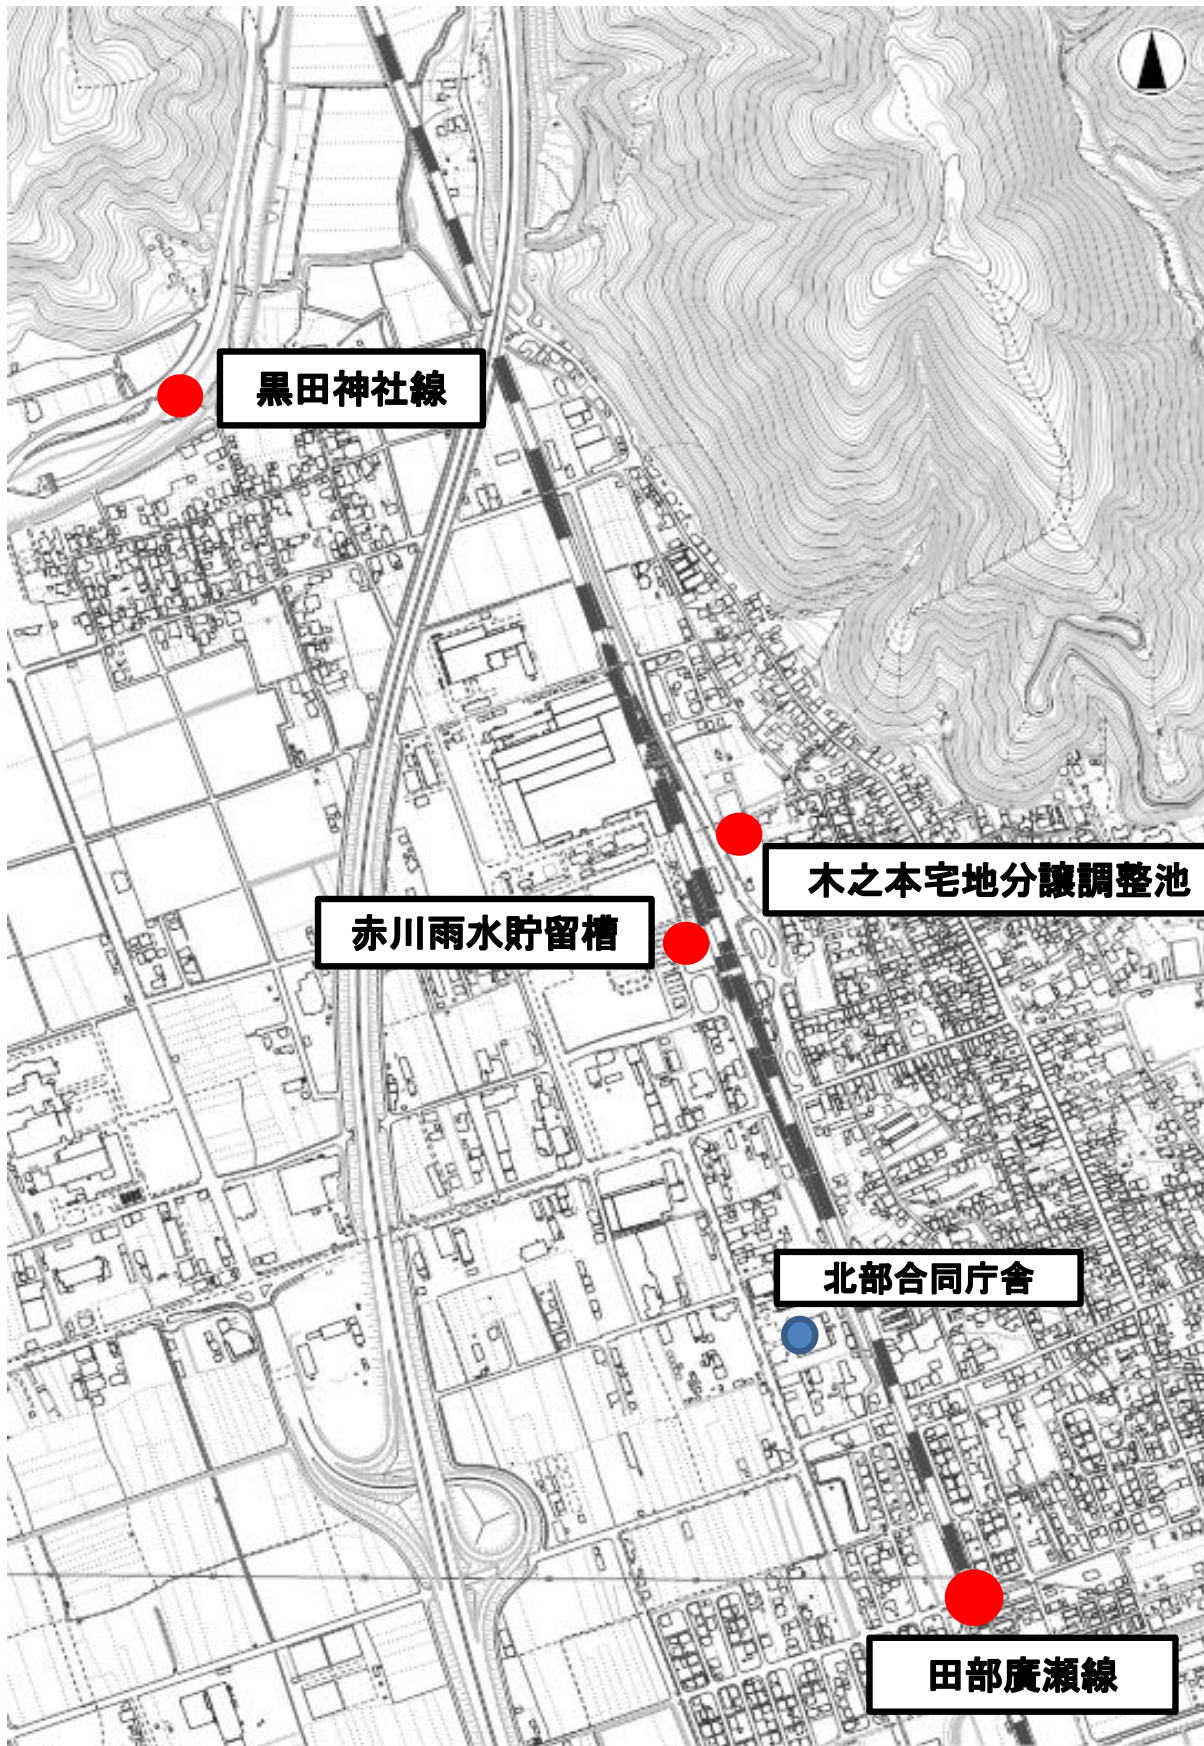 黒田神社線
木之本宅地分譲調整池
赤川雨水貯留槽
北部合同庁舎
田部廣瀬線